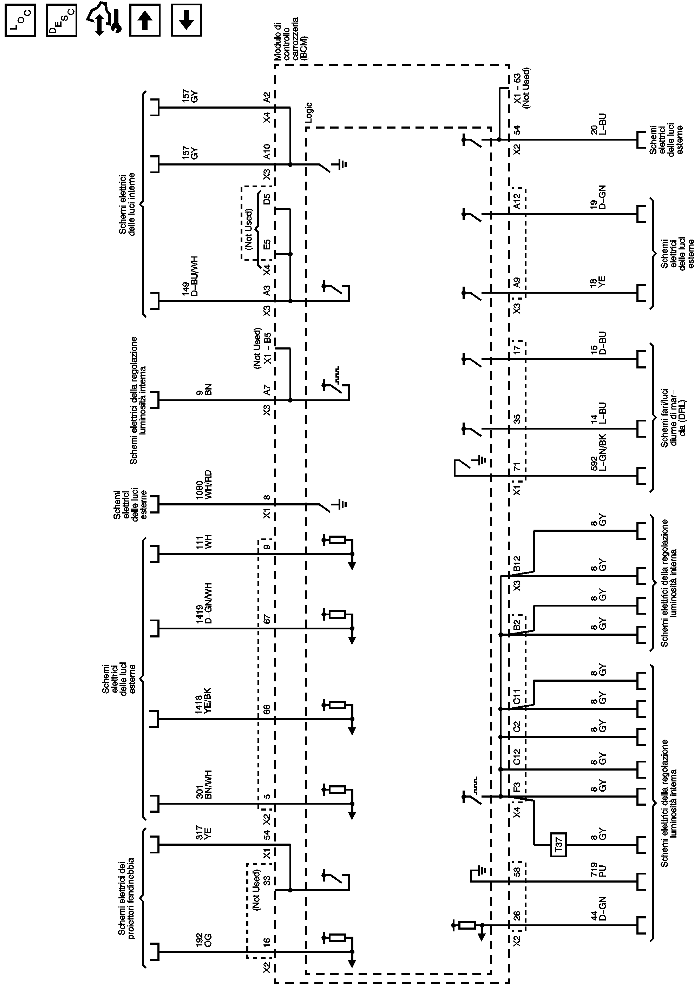 LOC
DESC
Modulo di
controllo
carrozzeria
(BCM)
Logic
Schemi elettrici
delle luci interne
157
GY
A2
X4
157
GY
A10
X3
D5
(Not Used)
E5
X4
149
D-BU/WH
A3
X3
Schemi elettrici della regolazione
luminosità interna
(Not Used)
X1 - B5
9
BN
A7
X3
Schemi
elettrici
delle luci
esterne
1080
WH/RD
8
X1
Schemi
elettrici
delle luci
esterne
111
WH
9
1419
D-GN/WH
67
1418
YE/BK
66
301
BN/WH
5
X2
Schemi elettrici dei
proiettori fendinebbia
317
YE
54
X1
(Not Used)
33
192
OG
16
X2
X1 - 63
(Not Used)
54
X2
20
L-BU
Schemi
elettrici
delle luci
esterne
A12
19
D-GN
A9
X3
18
YE
Schemi
elettrici
delle luci
esterne
17
15
D-BU
35
14
L-BU
71
X1
592
L-GN/BK
Schemi fari/luci
diurne di mar-
cia (DRL)
8
GY
B12
X3
8
GY
8
GY
B2
8
GY
Schemi elettrici della regolazione
luminosità interna
8
GY
C11
8
GY
C2
8
GY
C12
8
GY
F3
X4
8
GY
T37
8
GY
58
719
PU
26
X2
44
D-GN
Schemi elettrici della regolazione
luminosità interna